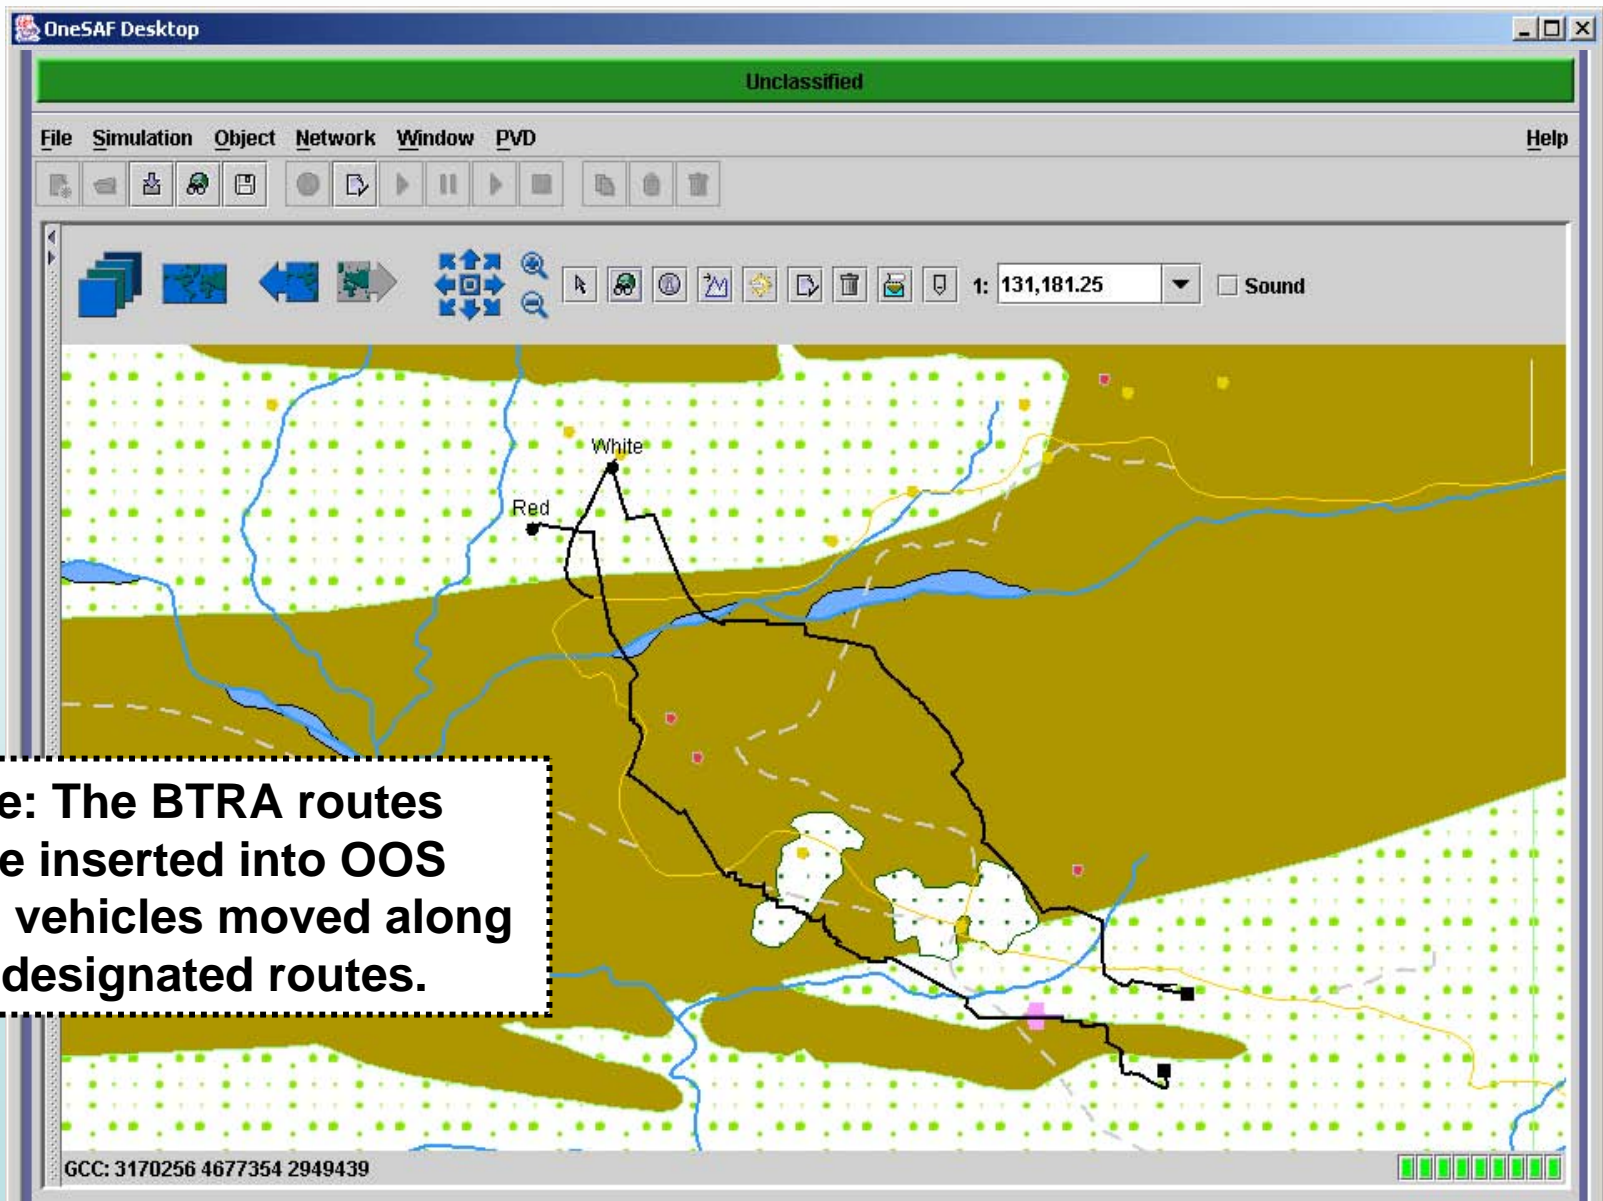 OneSAF Desktop
Unclassified
File Simulation Object Network Window PVD Help
1: 131,181.25 Sound
White
Red
e: The BTRA routes
e inserted into OOS
vehicles moved along
designated routes.
GCC: 3170256 4677354 2949439